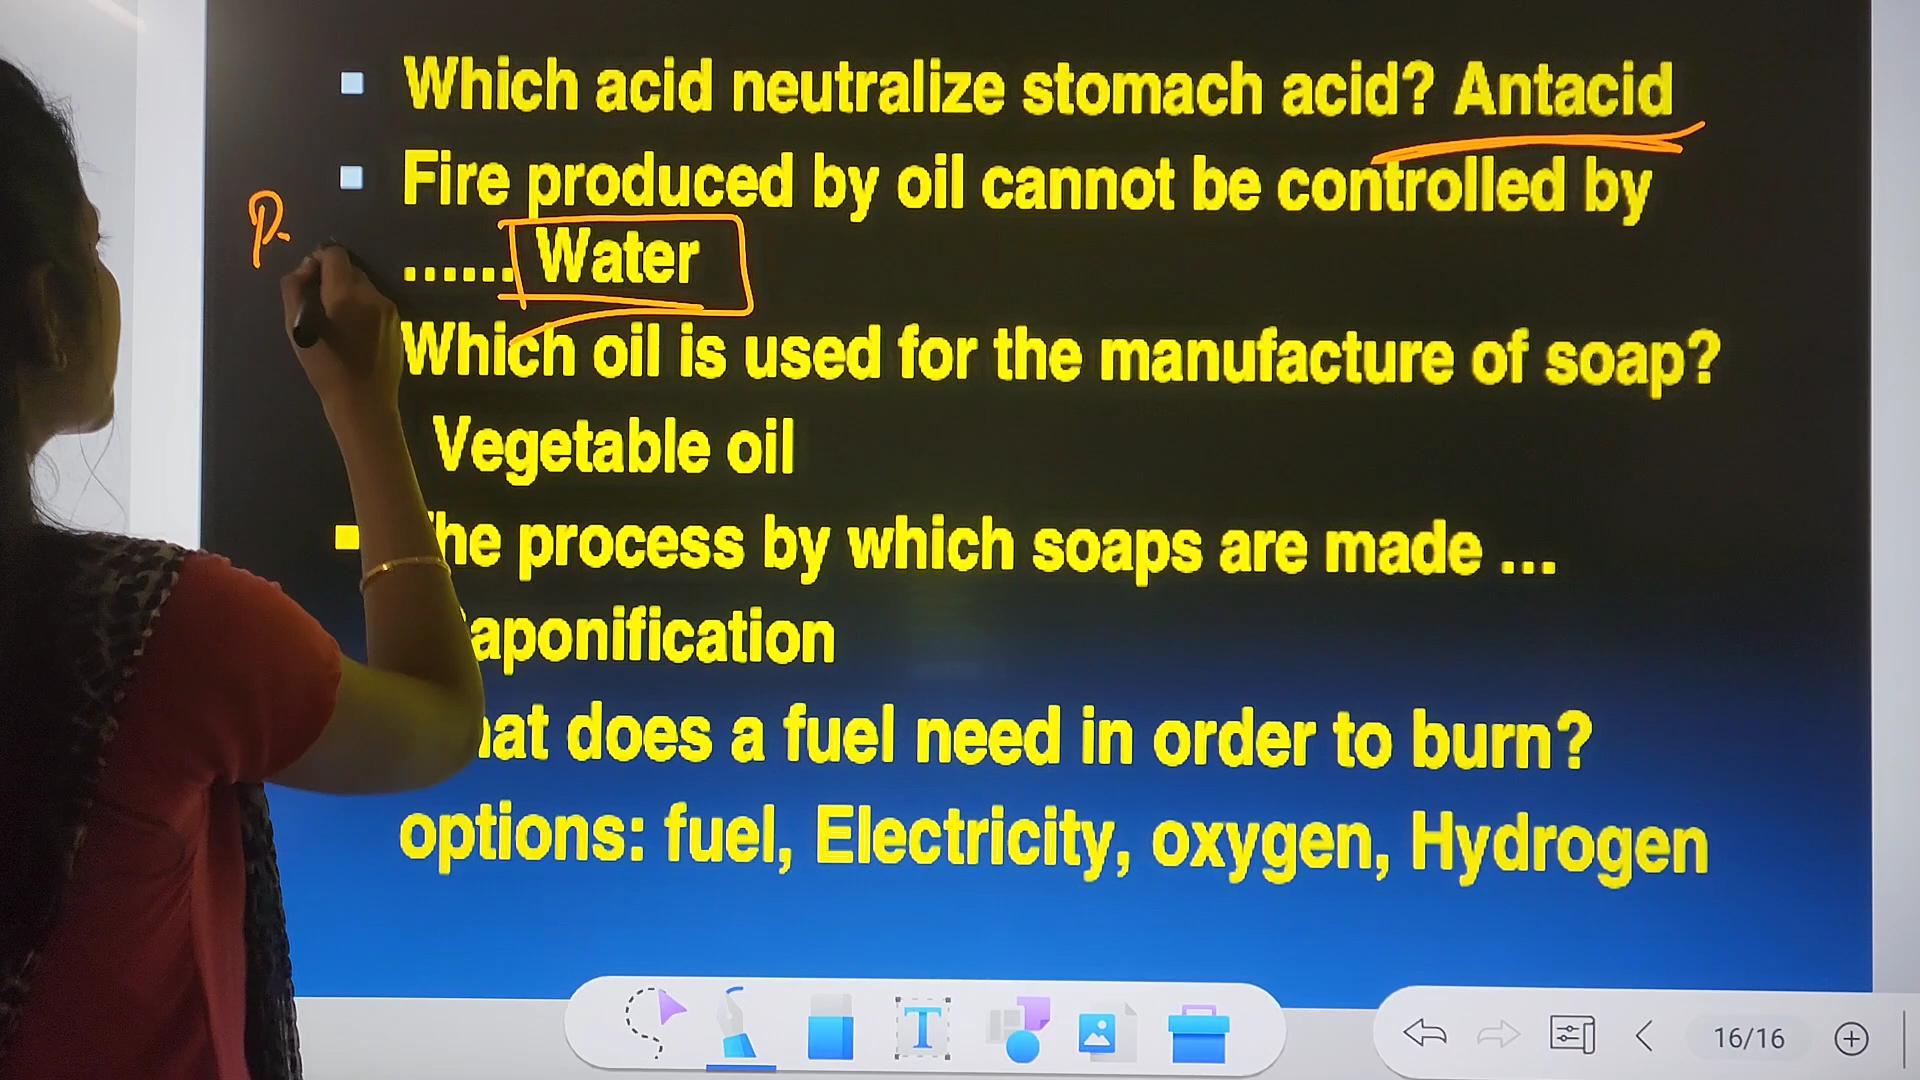 Which acid neutralize stomach acid? Antacid
Fire produced by oil cannot be controlled by
...... Water
P-
Which oil is used for the manufacture of soap?
Vegetable oil
he process by which soaps are made ...
aponification
hat does a fuel need in order to burn?
options: fuel, Electricity, oxygen, Hydrogen
T
16/16